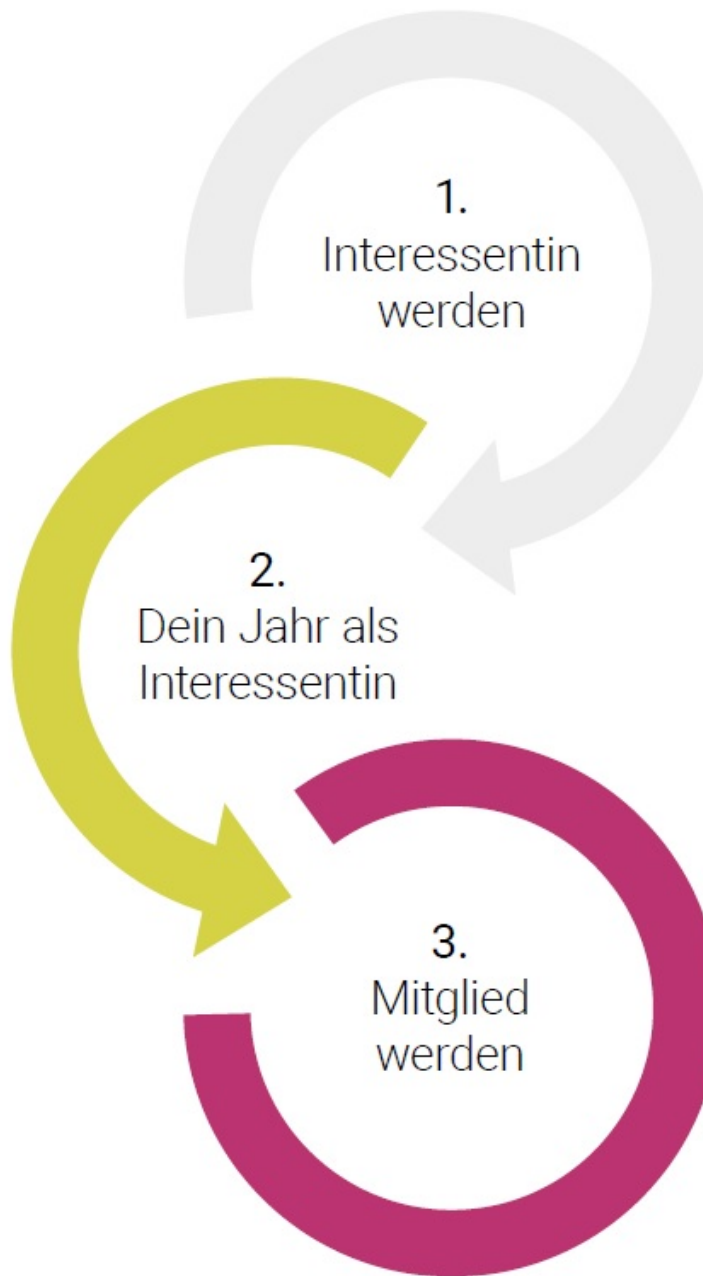 1.
Interessentin
werden
2.
Dein Jahr als
Interessentin
3.
Mitglied
werden